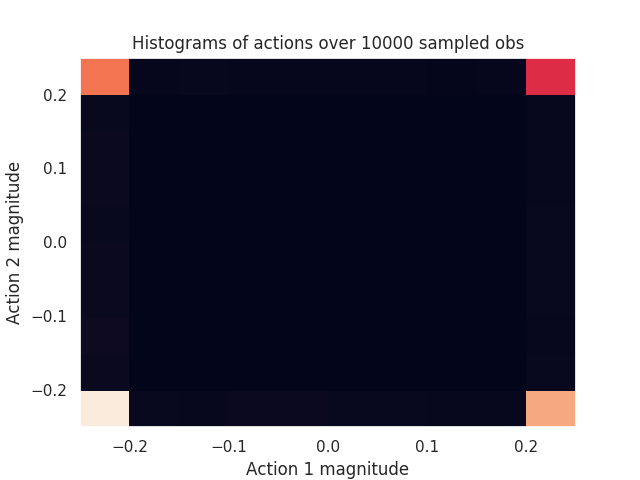 Histograms of actions over 10000 sampled obs
Action 2 magnitude
0.2
0.1
0.0
−0.1
−0.2
−0.2 −0.1 0.0 0.1 0.2
Action 1 magnitude